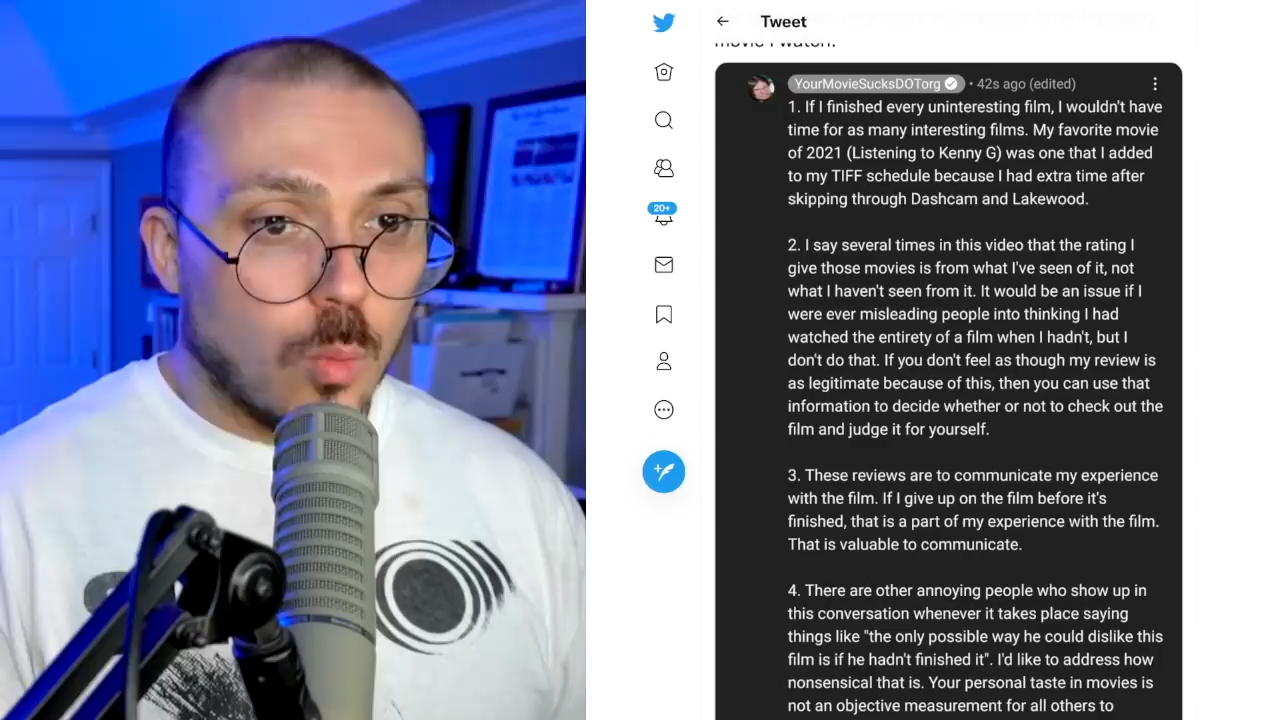 Tweet
movie I watch.
YourMovieSucksDOTorg • 42s ago (edited)
1. If I finished every uninteresting film, I wouldn't have
time for as many interesting films. My favorite movie
of 2021 (Listening to Kenny G) was one that I added
to my TIFF schedule because I had extra time after
skipping through Dashcam and Lakewood.
2. I say several times in this video that the rating I
give those movies is from what I've seen of it, not
what I haven't seen from it. It would be an issue if I
were ever misleading people into thinking I had
watched the entirety of a film when I hadn't, but I
don't do that. If you don't feel as though my review is
as legitimate because of this, then you can use that
information to decide whether or not to check out the
film and judge it for yourself.
3. These reviews are to communicate my experience
with the film. If I give up on the film before it's
finished, that is a part of my experience with the film.
That is valuable to communicate.
4. There are other annoying people who show up in
this conversation whenever it takes place saying
things like "the only possible way he could dislike this
film is if he hadn't finished it". I'd like to address how
nonsensical that is. Your personal taste in movies is
not an objective measurement for all others to
20+